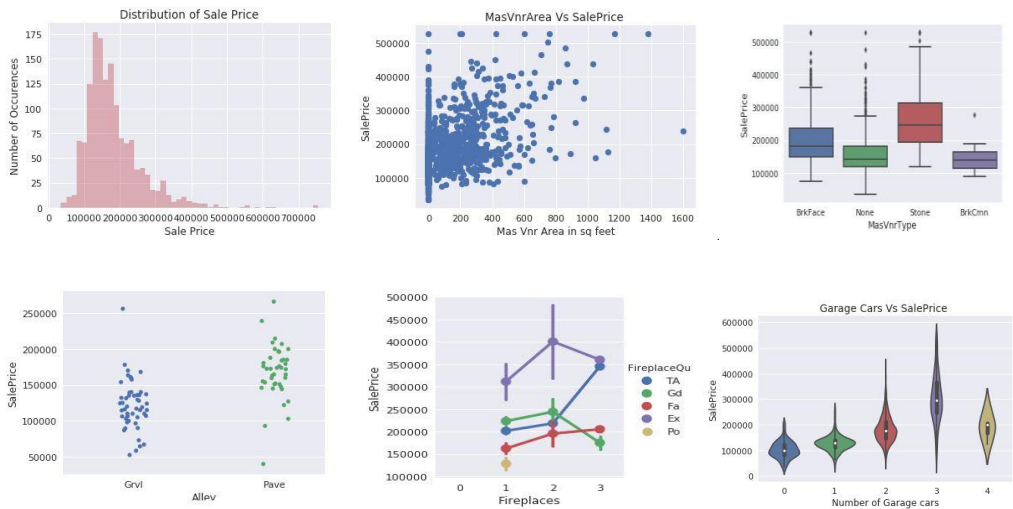 Distribution of Sale Price
Number of Occurences
175
150
125
100
75
50
25
0
0 100000 200000 300000 400000 500000 600000 700000
Sale Price
MasVnrArea Vs SalePrice
SalePrice
500000
400000
300000
200000
100000
0 200 400 600 800 1000 1200 1400 1600
Mas Vnr Area in sq feet
SalePrice
500000
400000
300000
200000
100000
BrkFace None Stone BrkCmn
MasVnrType
SalePrice
250000
200000
150000
100000
50000
Grvl Pave
Alley
SalePrice
500000
450000
400000
350000
300000
250000
200000
150000
100000
0 1 2 3
Fireplaces
FireplaceQu
TA
Gd
Fa
Ex
Po
Garage Cars Vs SalePrice
SalePrice
600000
500000
400000
300000
200000
100000
0
0 1 2 3 4
Number of Garage cars